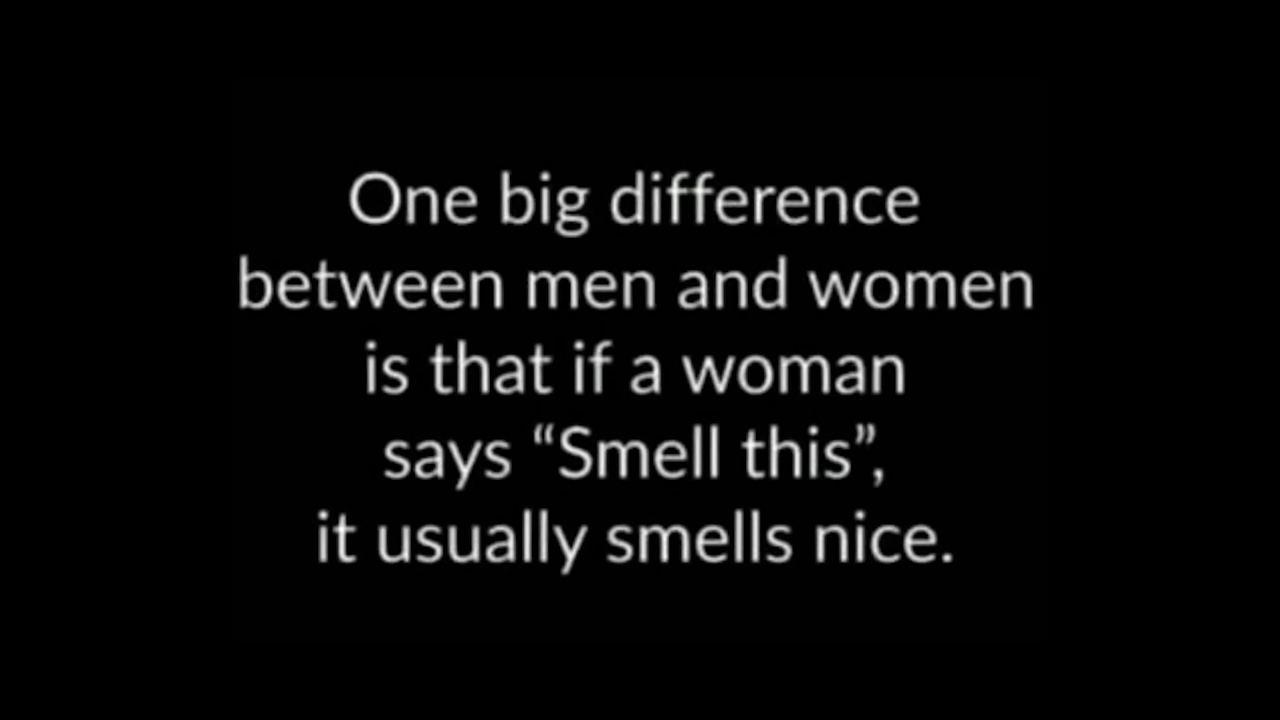 One big difference
between men and women
is that if a woman
says “Smell this”,
it usually smells nice.